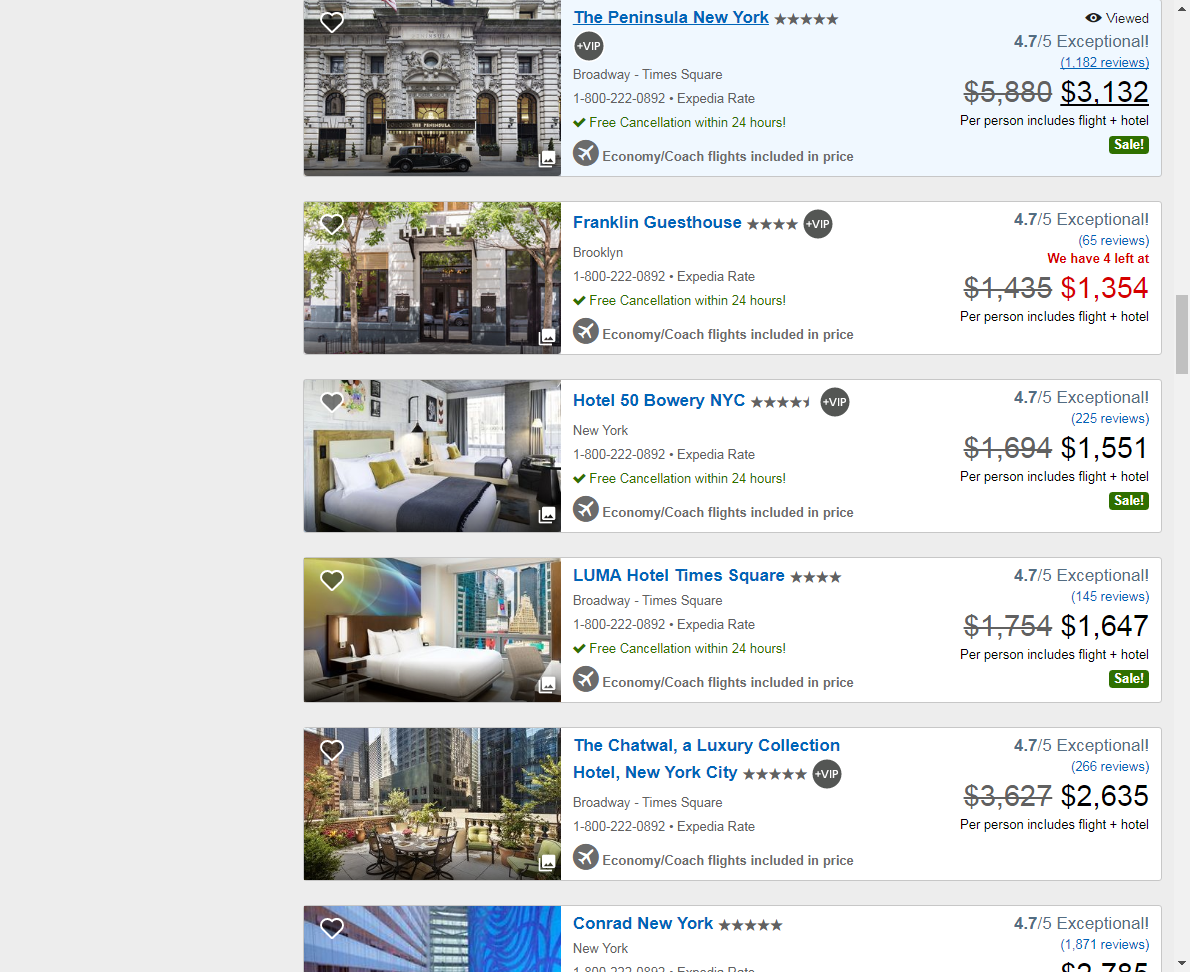 The Peninsula New York
Viewed
+VIP
4.7/5 Exceptional!
(1,182 reviews)
Broadway - Times Square
$5,880 $3,132
1-800-222-0892 • Expedia Rate
Per person includes flight + hotel
Free Cancellation within 24 hours!
Sale!
Economy/Coach flights included in price
THE PENINSULA
HOTEL
Franklin Guesthouse
+VIP
4.7/5 Exceptional!
(65 reviews)
Brooklyn
We have 4 left at
1-800-222-0892 • Expedia Rate
$1,435 $1,354
Free Cancellation within 24 hours!
Per person includes flight + hotel
Economy/Coach flights included in price
Hotel 50 Bowery NYC
+VIP
4.7/5 Exceptional!
(225 reviews)
New York
$1,694 $1,551
1-800-222-0892 • Expedia Rate
Per person includes flight + hotel
Free Cancellation within 24 hours!
Sale!
Economy/Coach flights included in price
LUMA Hotel Times Square
4.7/5 Exceptional!
(145 reviews)
Broadway - Times Square
$1,754 $1,647
1-800-222-0892 • Expedia Rate
Per person includes flight + hotel
Free Cancellation within 24 hours!
Sale!
Economy/Coach flights included in price
The Chatwal, a Luxury Collection
Hotel, New York City
+VIP
4.7/5 Exceptional!
(266 reviews)
Broadway - Times Square
$3,627 $2,635
1-800-222-0892 • Expedia Rate
Per person includes flight + hotel
Economy/Coach flights included in price
Conrad New York
4.7/5 Exceptional!
(1,871 reviews)
New York
$2,785
1-800-222-0892 • Expedia Rate